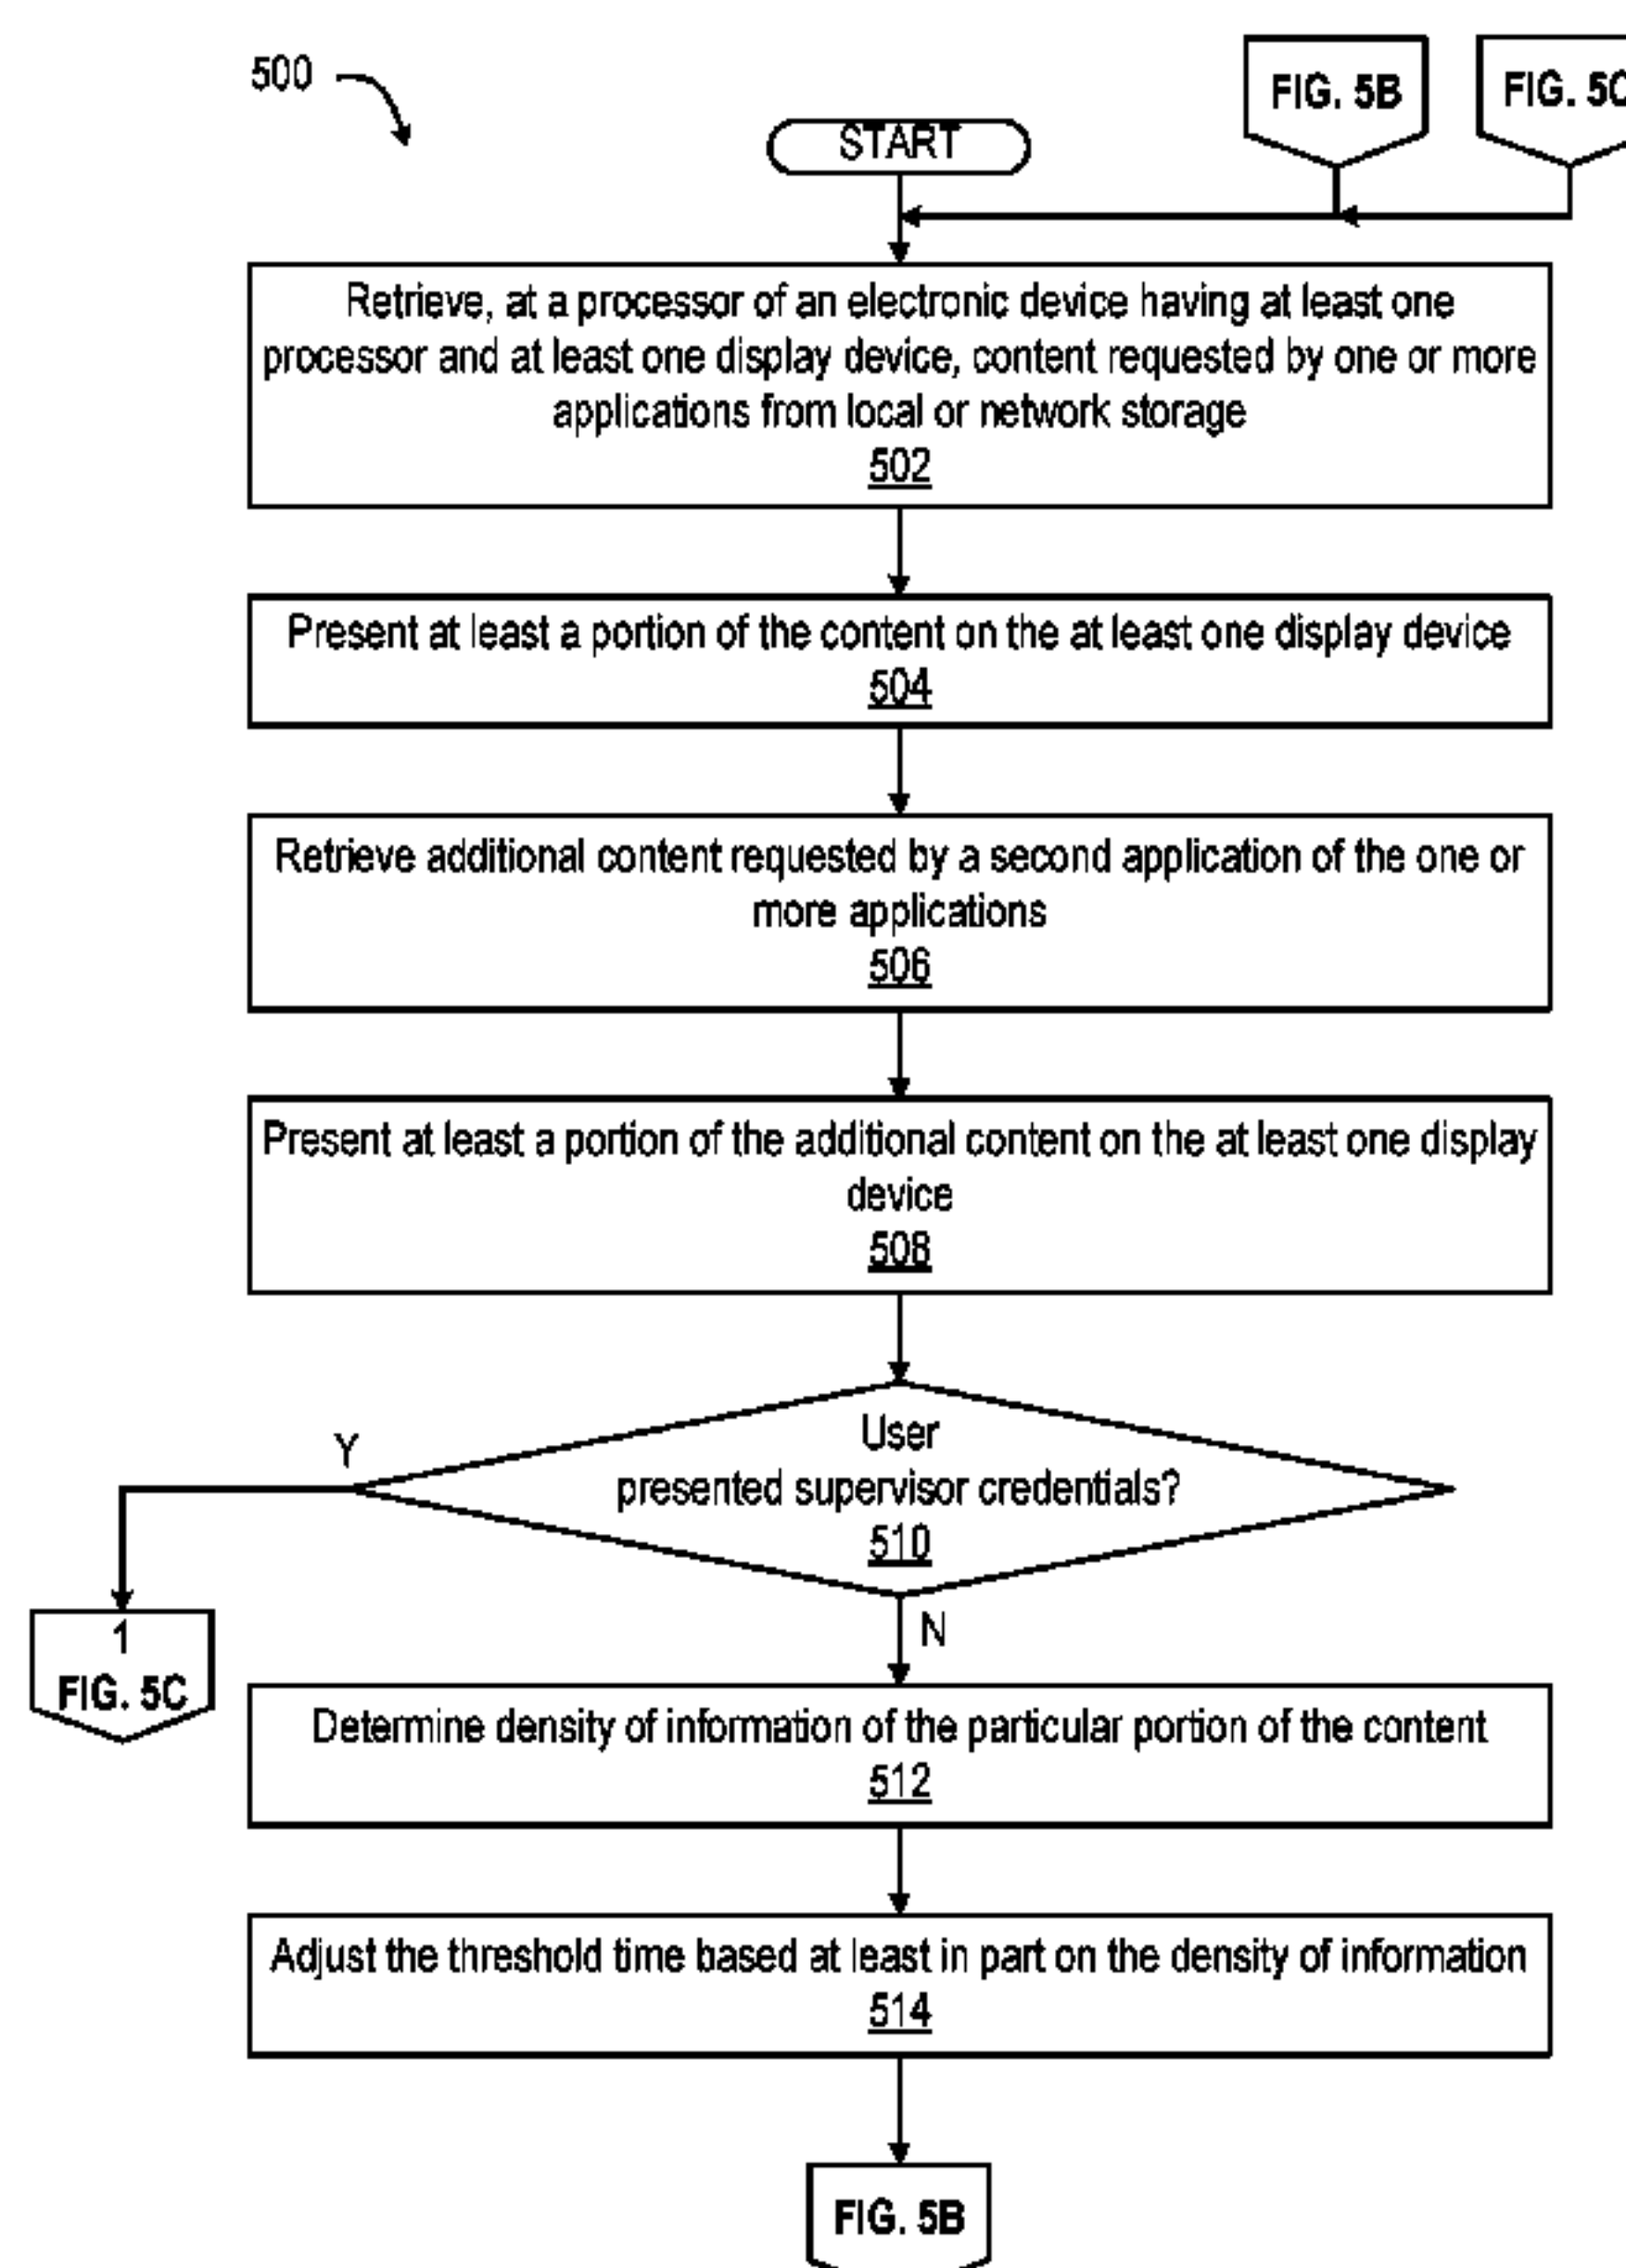 500
START
FIG. 5B
FIG. 5C
Retrieve, at a processor of an electronic device having at least one
processor and at least one display device, content requested by one or more
applications from local or network storage
502
Present at least a portion of the content on the at least one display device
504
Retrieve additional content requested by a second application of the one or
more applications
506
Present at least a portion of the additional content on the at least one display
device
508
User
presented supervisor credentials?
510
Y
N
1
FIG. 5C
Determine density of information of the particular portion of the content
512
Adjust the threshold time based at least in part on the density of information
514
FIG. 5B